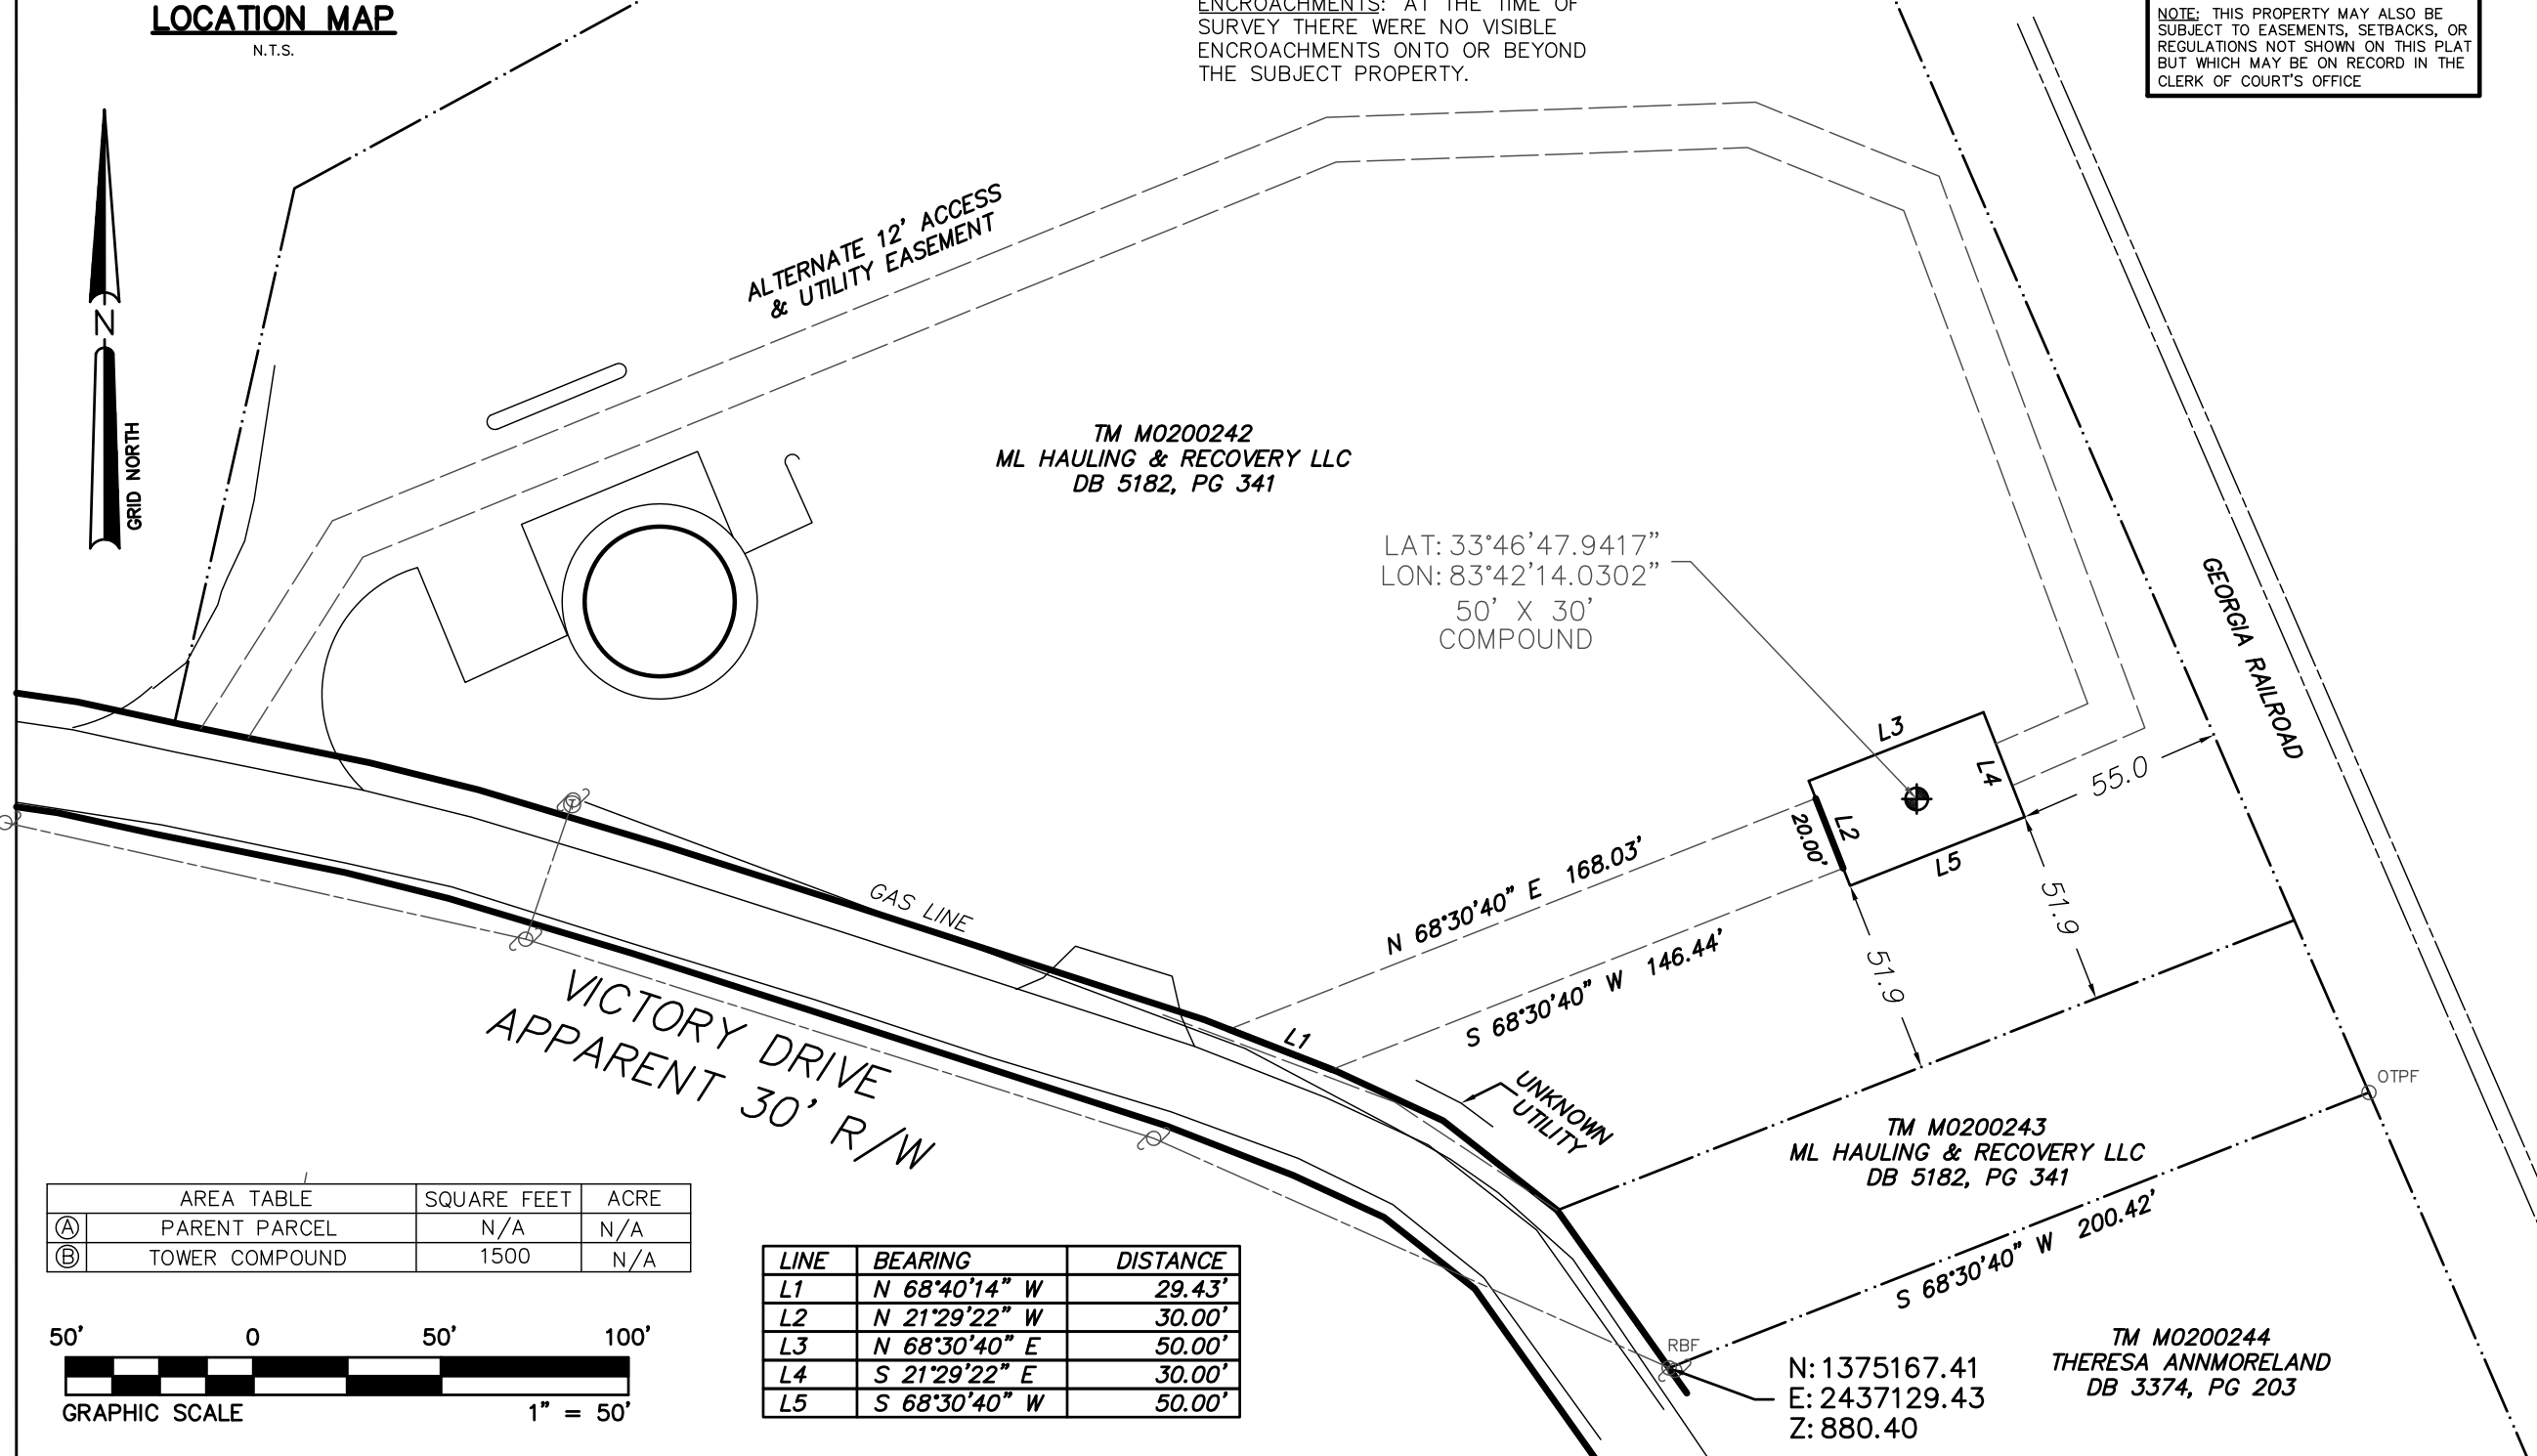 LOCATION MAP
N.T.S.
ENCROACHMENTS: AT THE TIME OF
SURVEY THERE WERE NO VISIBLE
ENCROACHMENTS ONTO OR BEYOND
THE SUBJECT PROPERTY.
NOTE: THIS PROPERTY MAY ALSO BE
SUBJECT TO EASEMENTS, SETBACKS, OR
REGULATIONS NOT SHOWN ON THIS PLAT
BUT WHICH MAY BE ON RECORD IN THE
CLERK OF COURT'S OFFICE
N
GRID NORTH
ALTERNATE 12' ACCESS
& UTILITY EASEMENT
TM M0200242
ML HAULING & RECOVERY LLC
DB 5182, PG 341
LAT: 33°46'47.9417"
LON: 83°42'14.0302"
50' X 30'
COMPOUND
GEORGIA RAILROAD
L3
L4
L2
20.00'
L5
55.0
51.9
51.9
N 68°30'40" E 168.03'
S 68°30'40" W 146.44'
GAS LINE
L1
T
VICTORY DRIVE
APPARENT 30' R/W
UNKNOWN
UTILITY
OTPF
TM M0200243
ML HAULING & RECOVERY LLC
DB 5182, PG 341
S 68°30'40" W 200.42'
RBF
N: 1375167.41
E: 2437129.43
Z: 880.40
TM M0200244
THERESA ANNMORELAND
DB 3374, PG 203
AREA TABLE SQUARE FEET ACRE
A PARENT PARCEL N/A N/A
B TOWER COMPOUND 1500 N/A
LINE BEARING DISTANCE
L1 N 68°40'14" W 29.43'
L2 N 21°29'22" W 30.00'
L3 N 68°30'40" E 50.00'
L4 S 21°29'22" E 30.00'
L5 S 68°30'40" W 50.00'
50' 0 50' 100'
GRAPHIC SCALE 1" = 50'